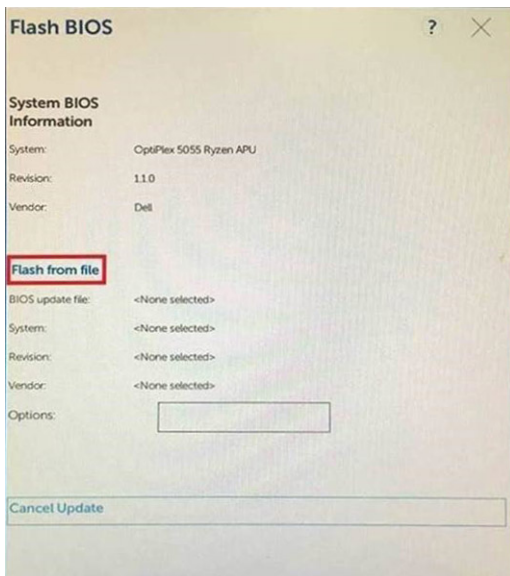 Flash BIOS ?
System BIOS
Information
System: OptiPlex 5055 Ryzen APU
Revision: 1.1.0
Vendor: Dell
Flash from file
BIOS update file: <None selected>
System: <None selected>
Revision: <None selected>
Vendor: <None selected>
Options:
Cancel Update